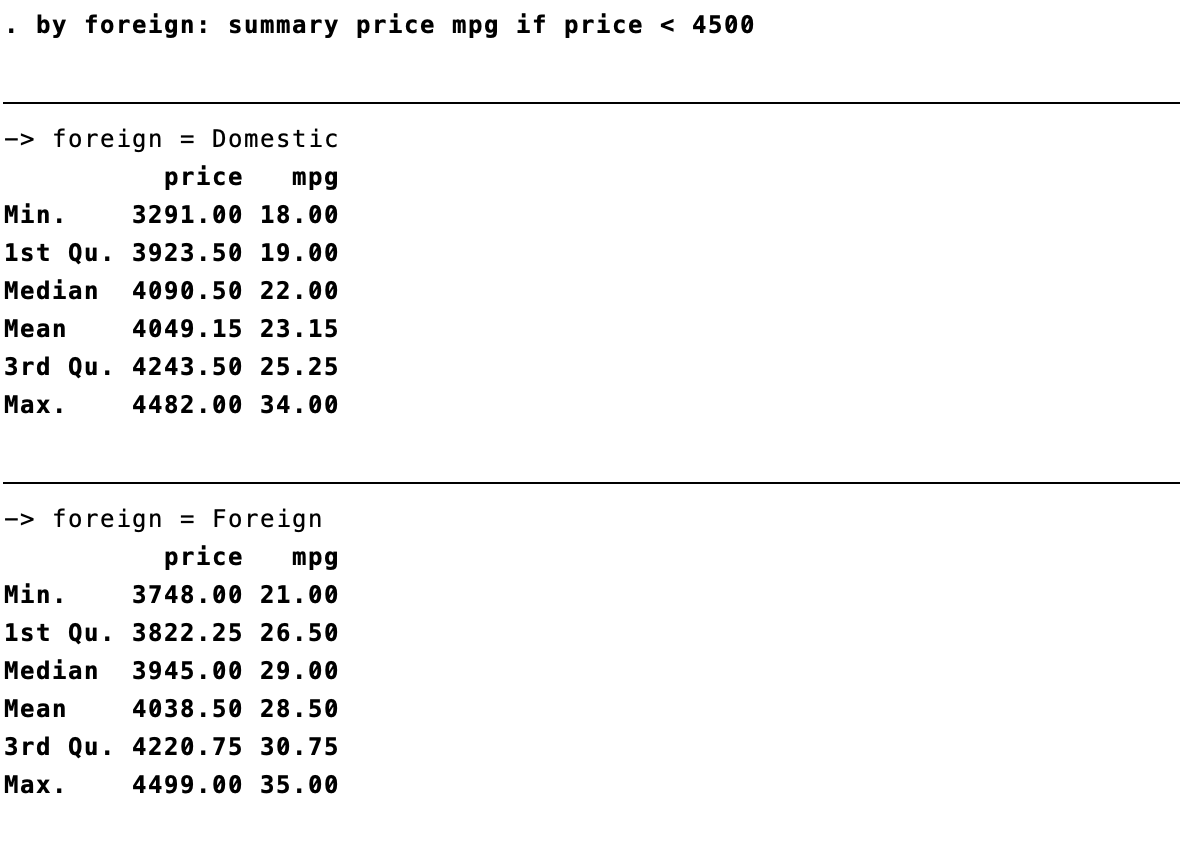 . by foreign: summary price mpg if price < 4500
-> foreign = Domestic
price mpg
Min. 3291.00 18.00
1st Qu. 3923.50 19.00
Median 4090.50 22.00
Mean 4049.15 23.15
3rd Qu. 4243.50 25.25
Max. 4482.00 34.00
-> foreign = Foreign
price mpg
Min. 3748.00 21.00
1st Qu. 3822.25 26.50
Median 3945.00 29.00
Mean 4038.50 28.50
3rd Qu. 4220.75 30.75
Max. 4499.00 35.00